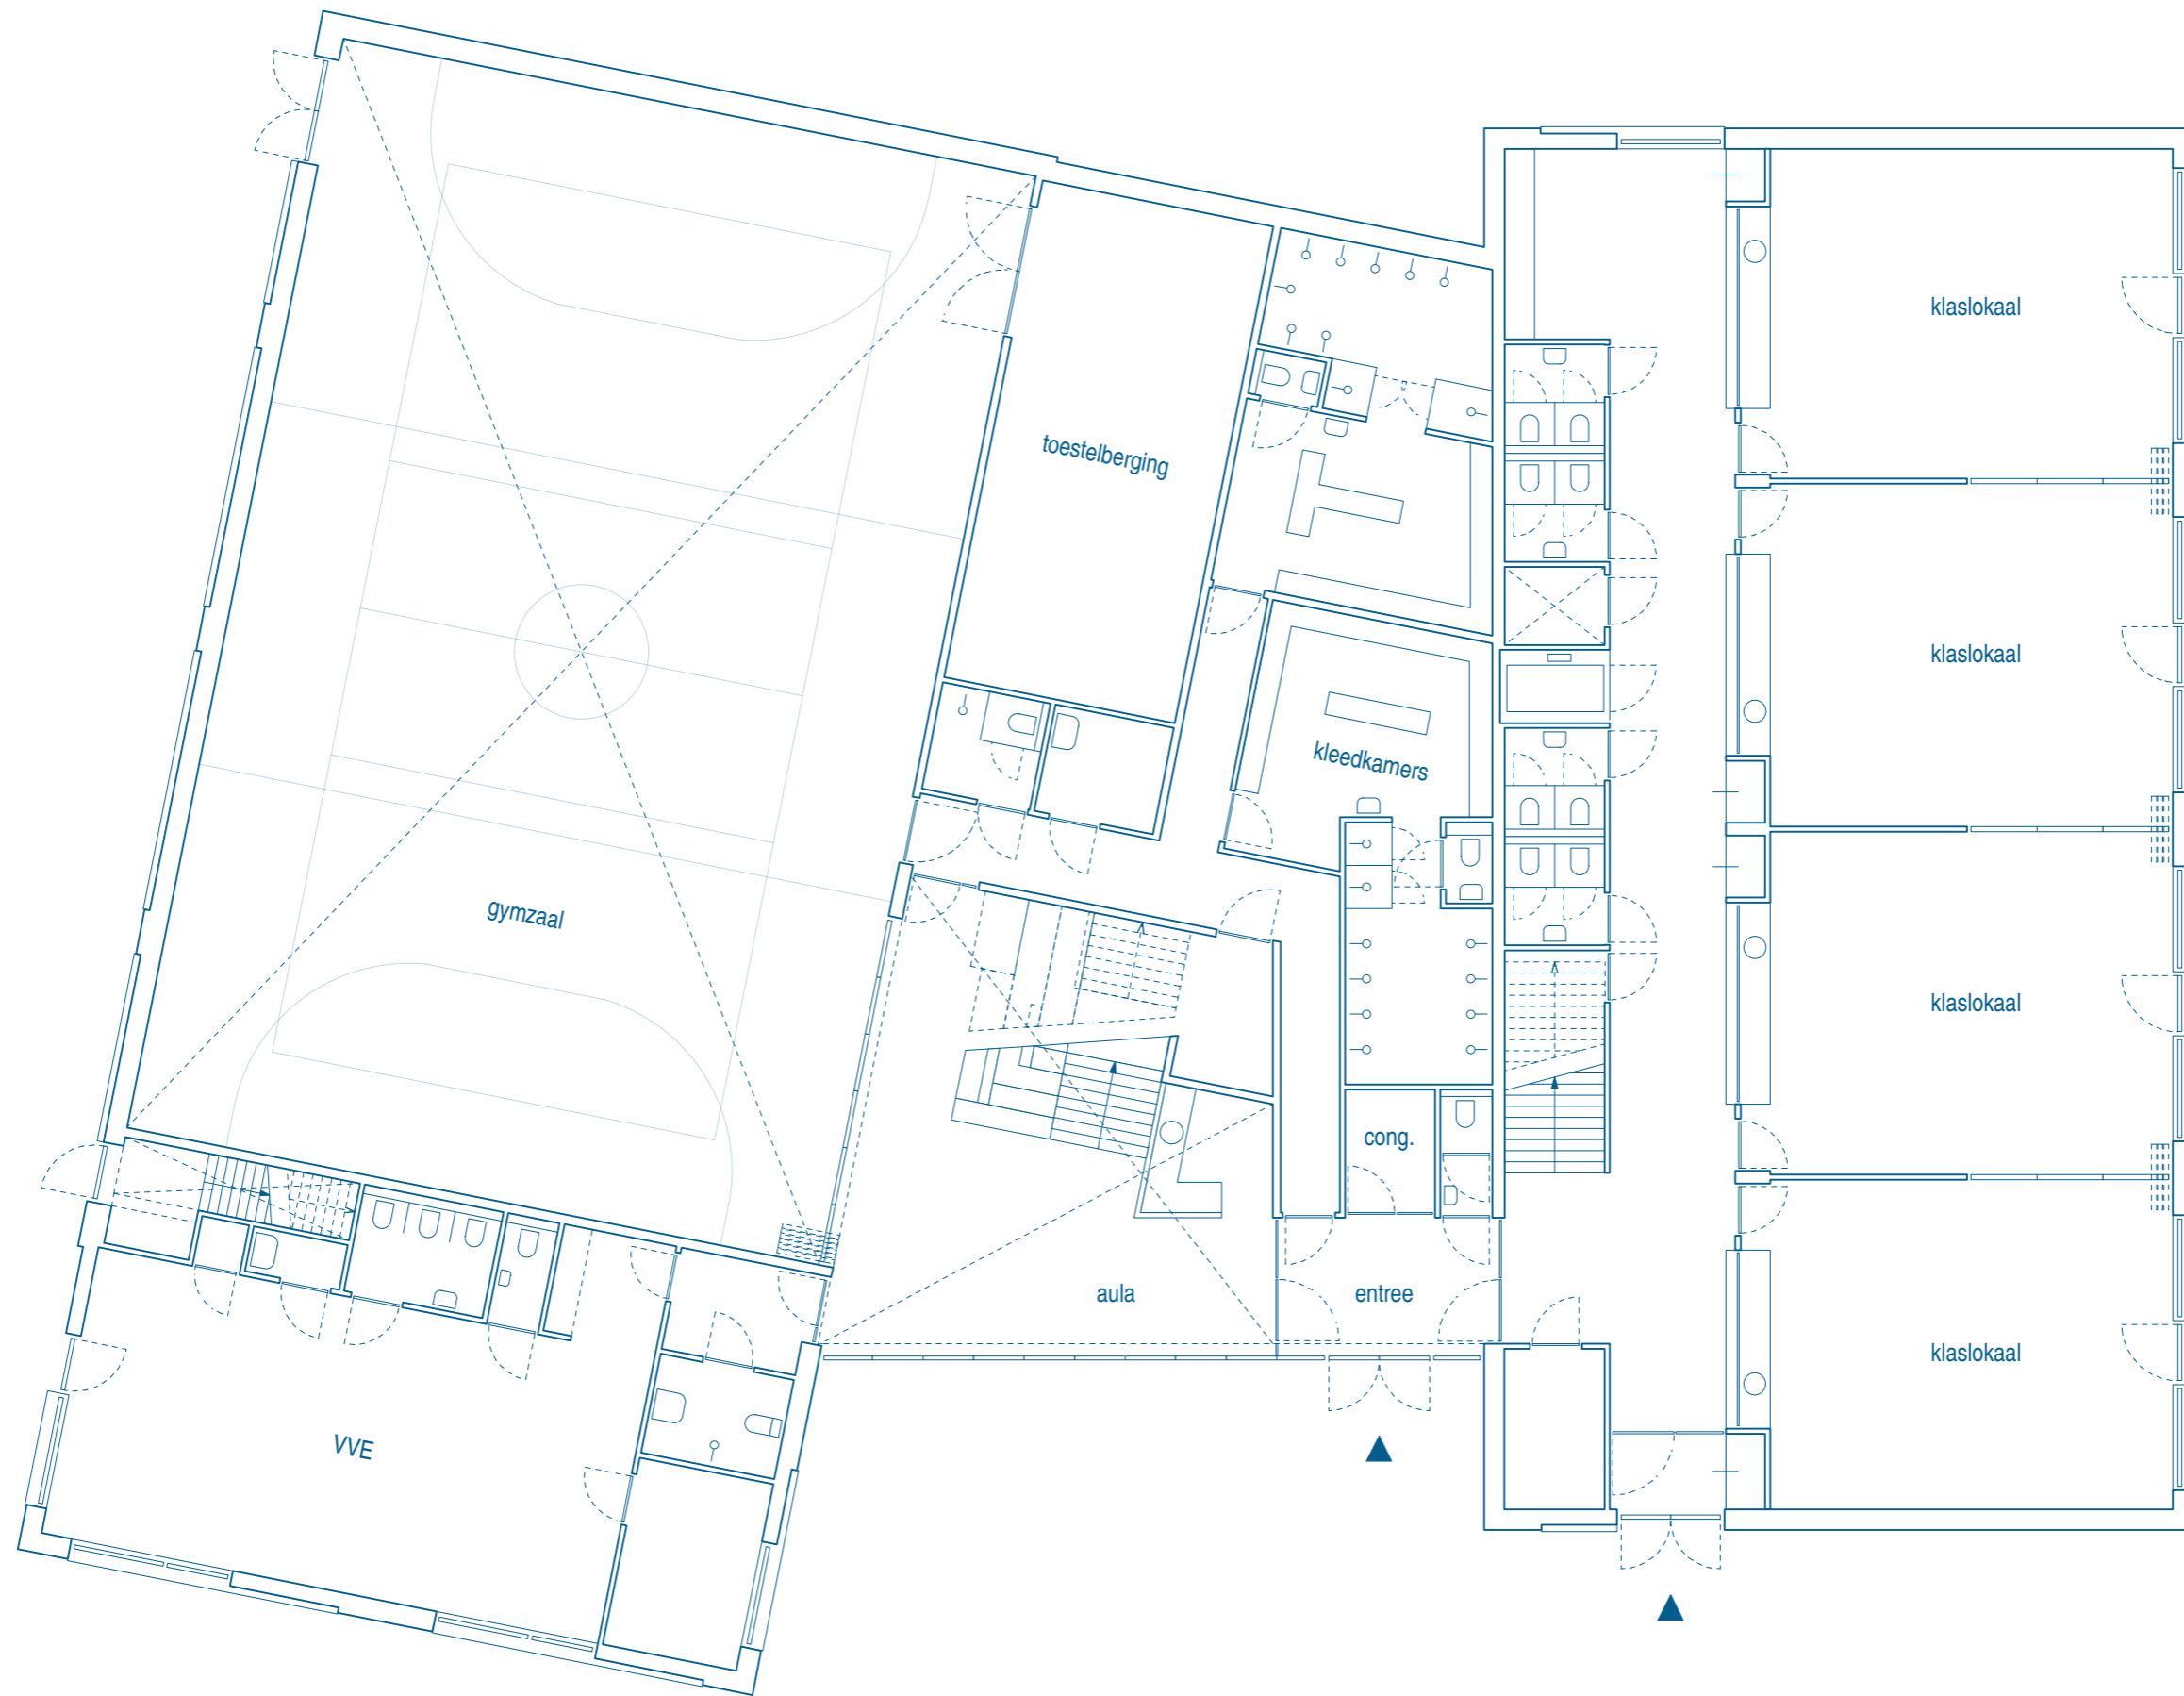 klaslokaal
toestelberging
klaslokaal
kleedkamers
gymzaal
klaslokaal
cong.
aula
entree
klaslokaal
VVE